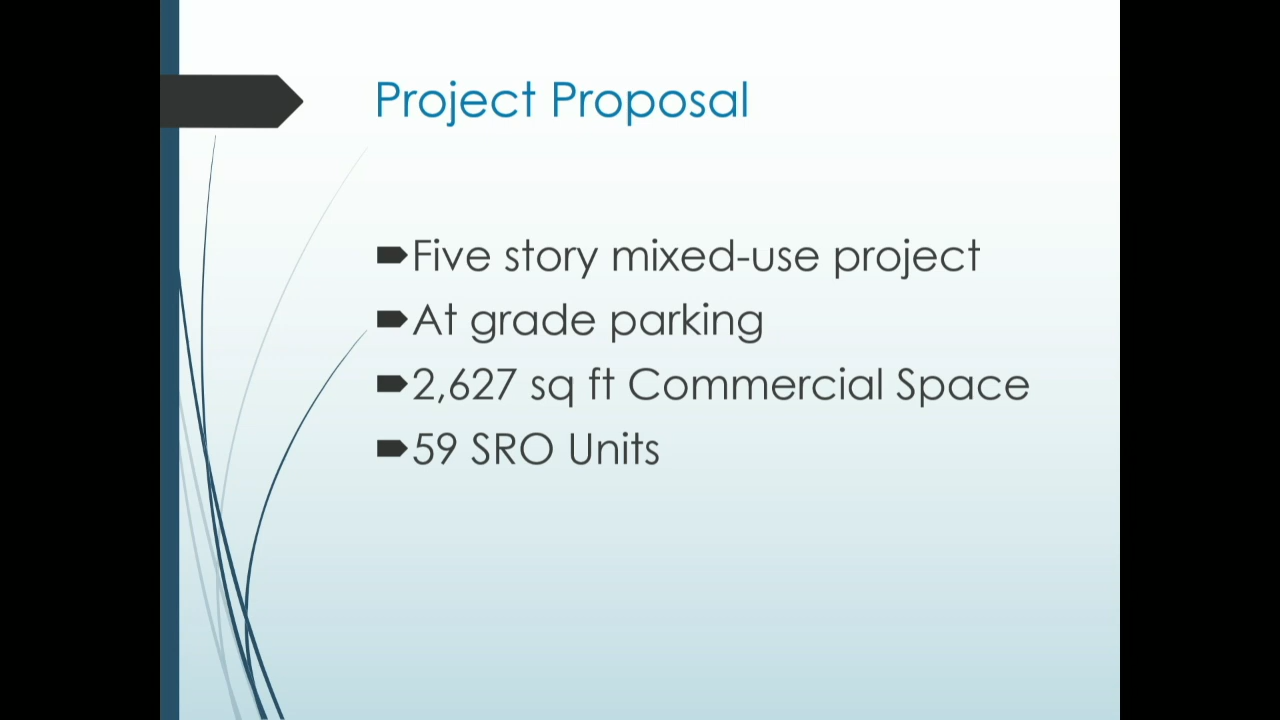 Project Proposal
Five story mixed-use project
At grade parking
2,627 sq ft Commercial Space
59 SRO Units